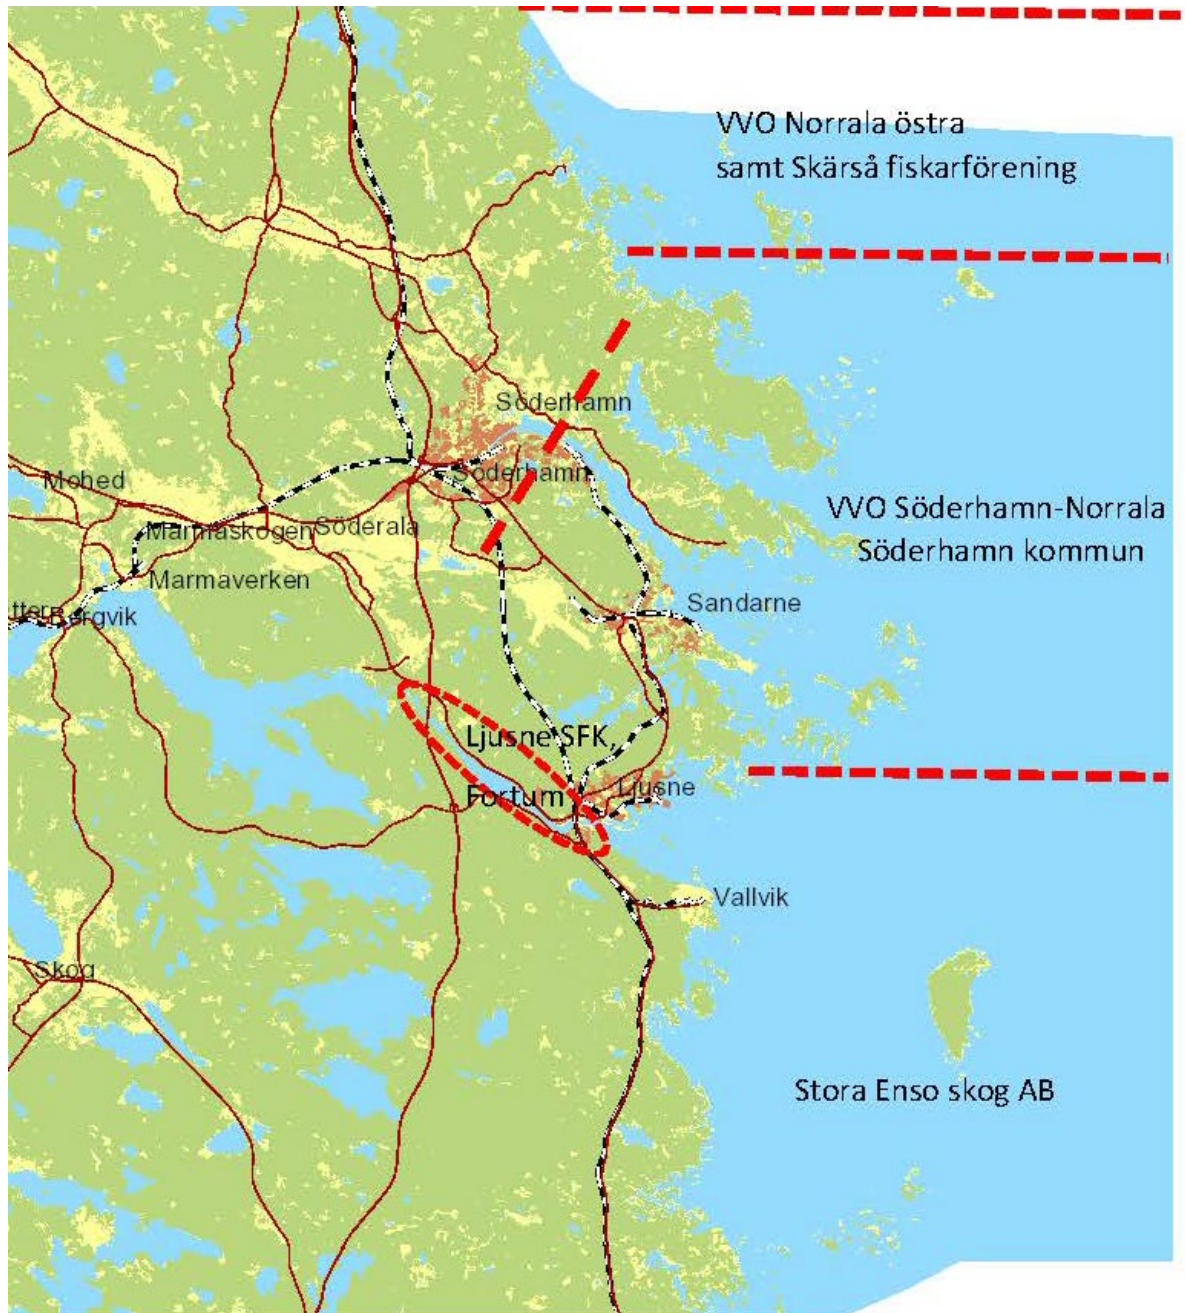 VVO Norrala östra
samt Skärså fiskarförening
Söderhamn
Söderhamn
Mohed
Marmaskogen
Söderala
VVO Söderhamn-Norrala
Söderhamn kommun
Marmaverken
Bergvik
Sandarne
Ljusne SFK,
Fortum
Ljusne
Vallvik
Skog
Stora Enso skog AB